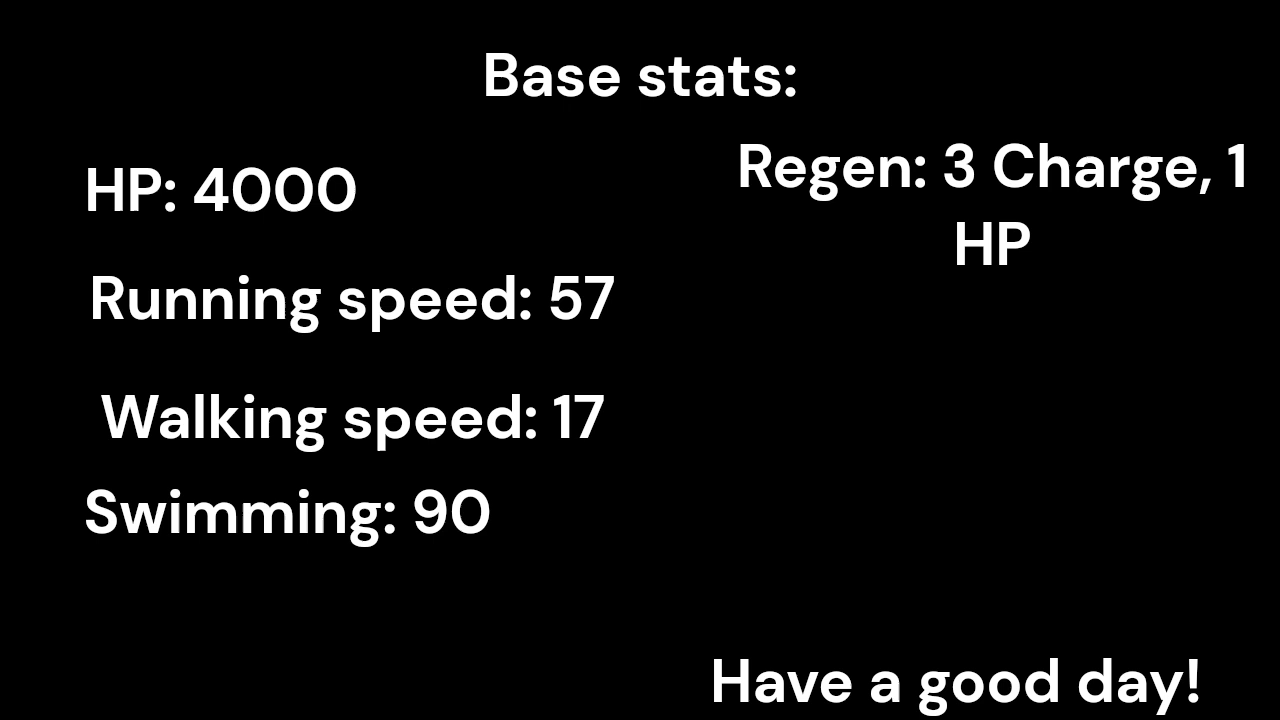 Base stats:
HP: 4000
Regen: 3 Charge, 1
HP
Running speed: 57
Walking speed: 17
Swimming: 90
Have a good day!